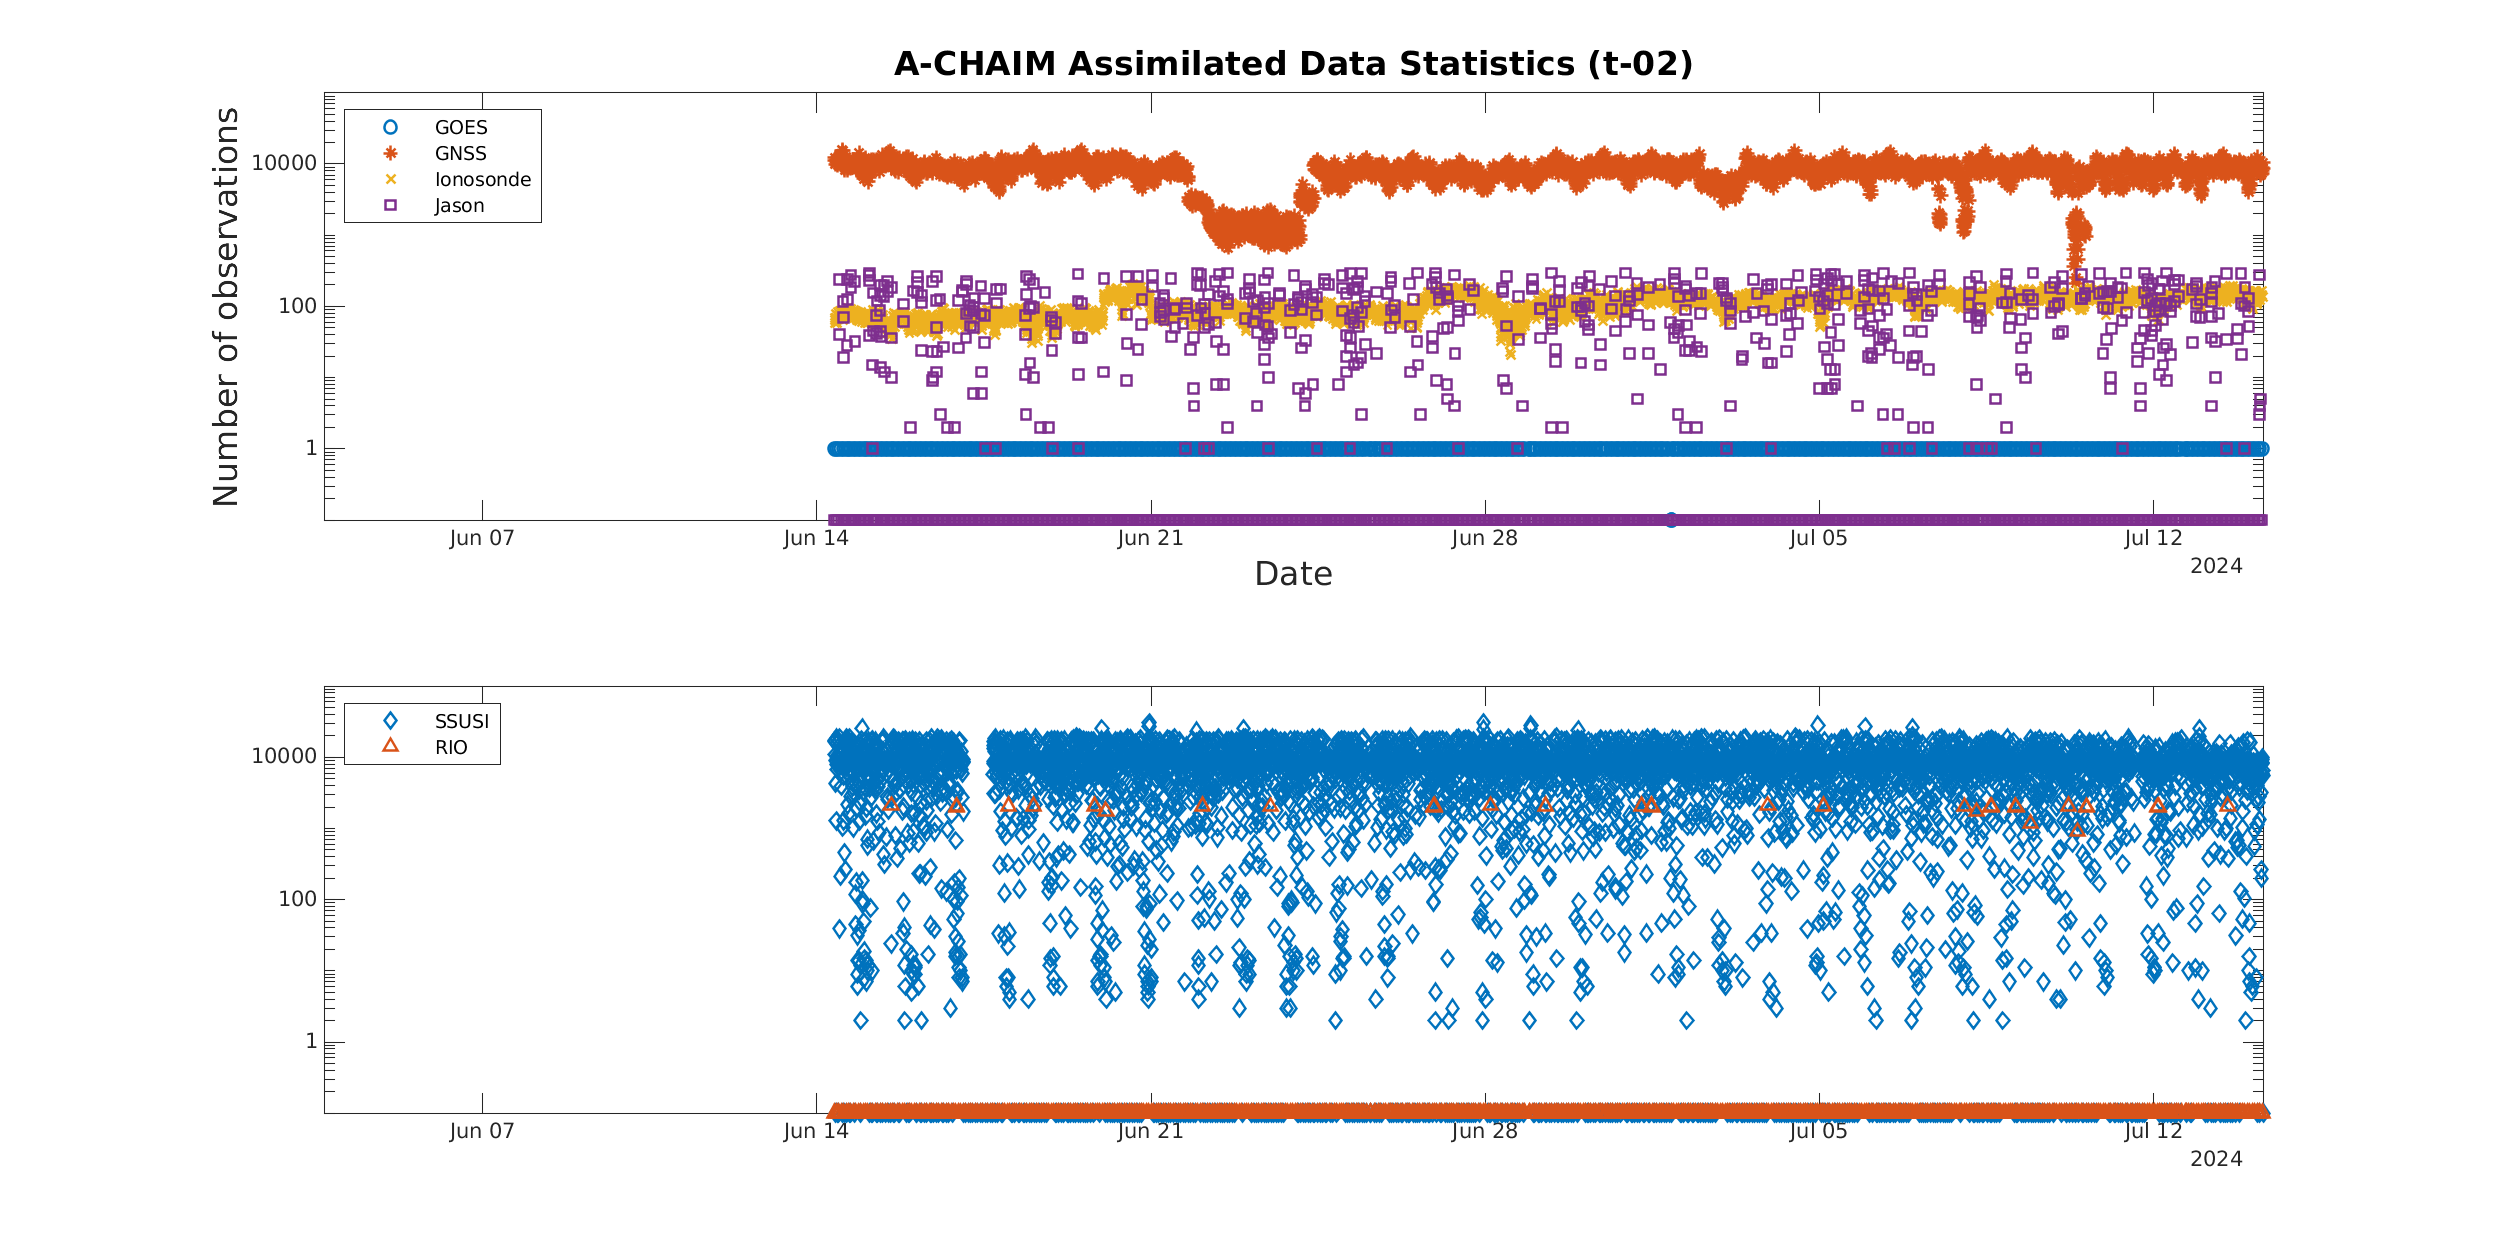 A-CHAIM Assimilated Data Statistics (t-02)
Number of observations
10000
100
1
GOES
GNSS
Ionosonde
Jason
Jun 07
Jun 14
Jun 21
Jun 28
Jul 05
Jul 12
2024
Date
10000
100
1
SSUSI
RIO
Jun 07
Jun 14
Jun 21
Jun 28
Jul 05
Jul 12
2024